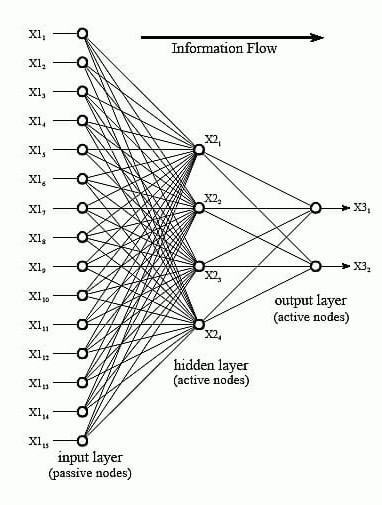 X1₁
X1₂
X1₃
X1₄
X1₅
X1₆
X1₇
X1₈
X1₉
X1₁₀
X1₁₁
X1₁₂
X1₁₃
X1₁₄
X1₁₅
input layer
(passive nodes)
Information Flow
X2₁
X2₂
X2₃
X2₄
hidden layer
(active nodes)
X3₁
X3₂
output layer
(active nodes)